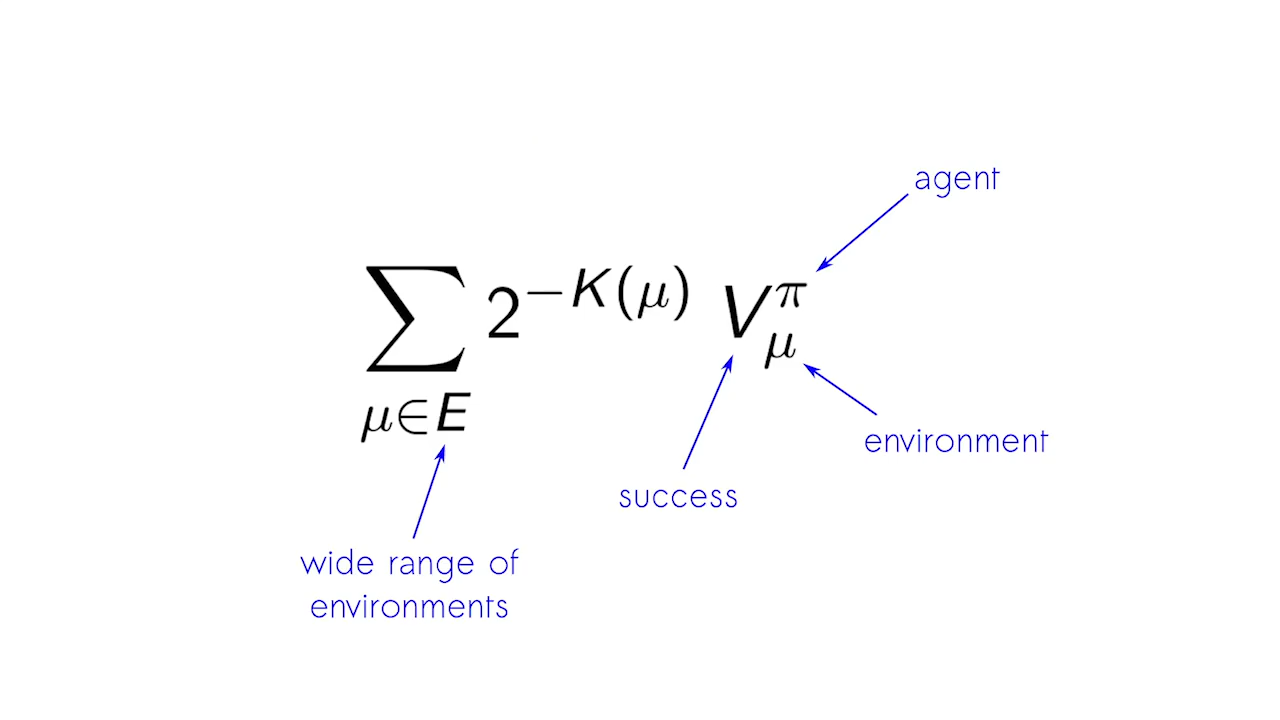 agent
∑ 2^{−K(μ)} V^π_μ
μ∈E
environment
success
wide range of
environments